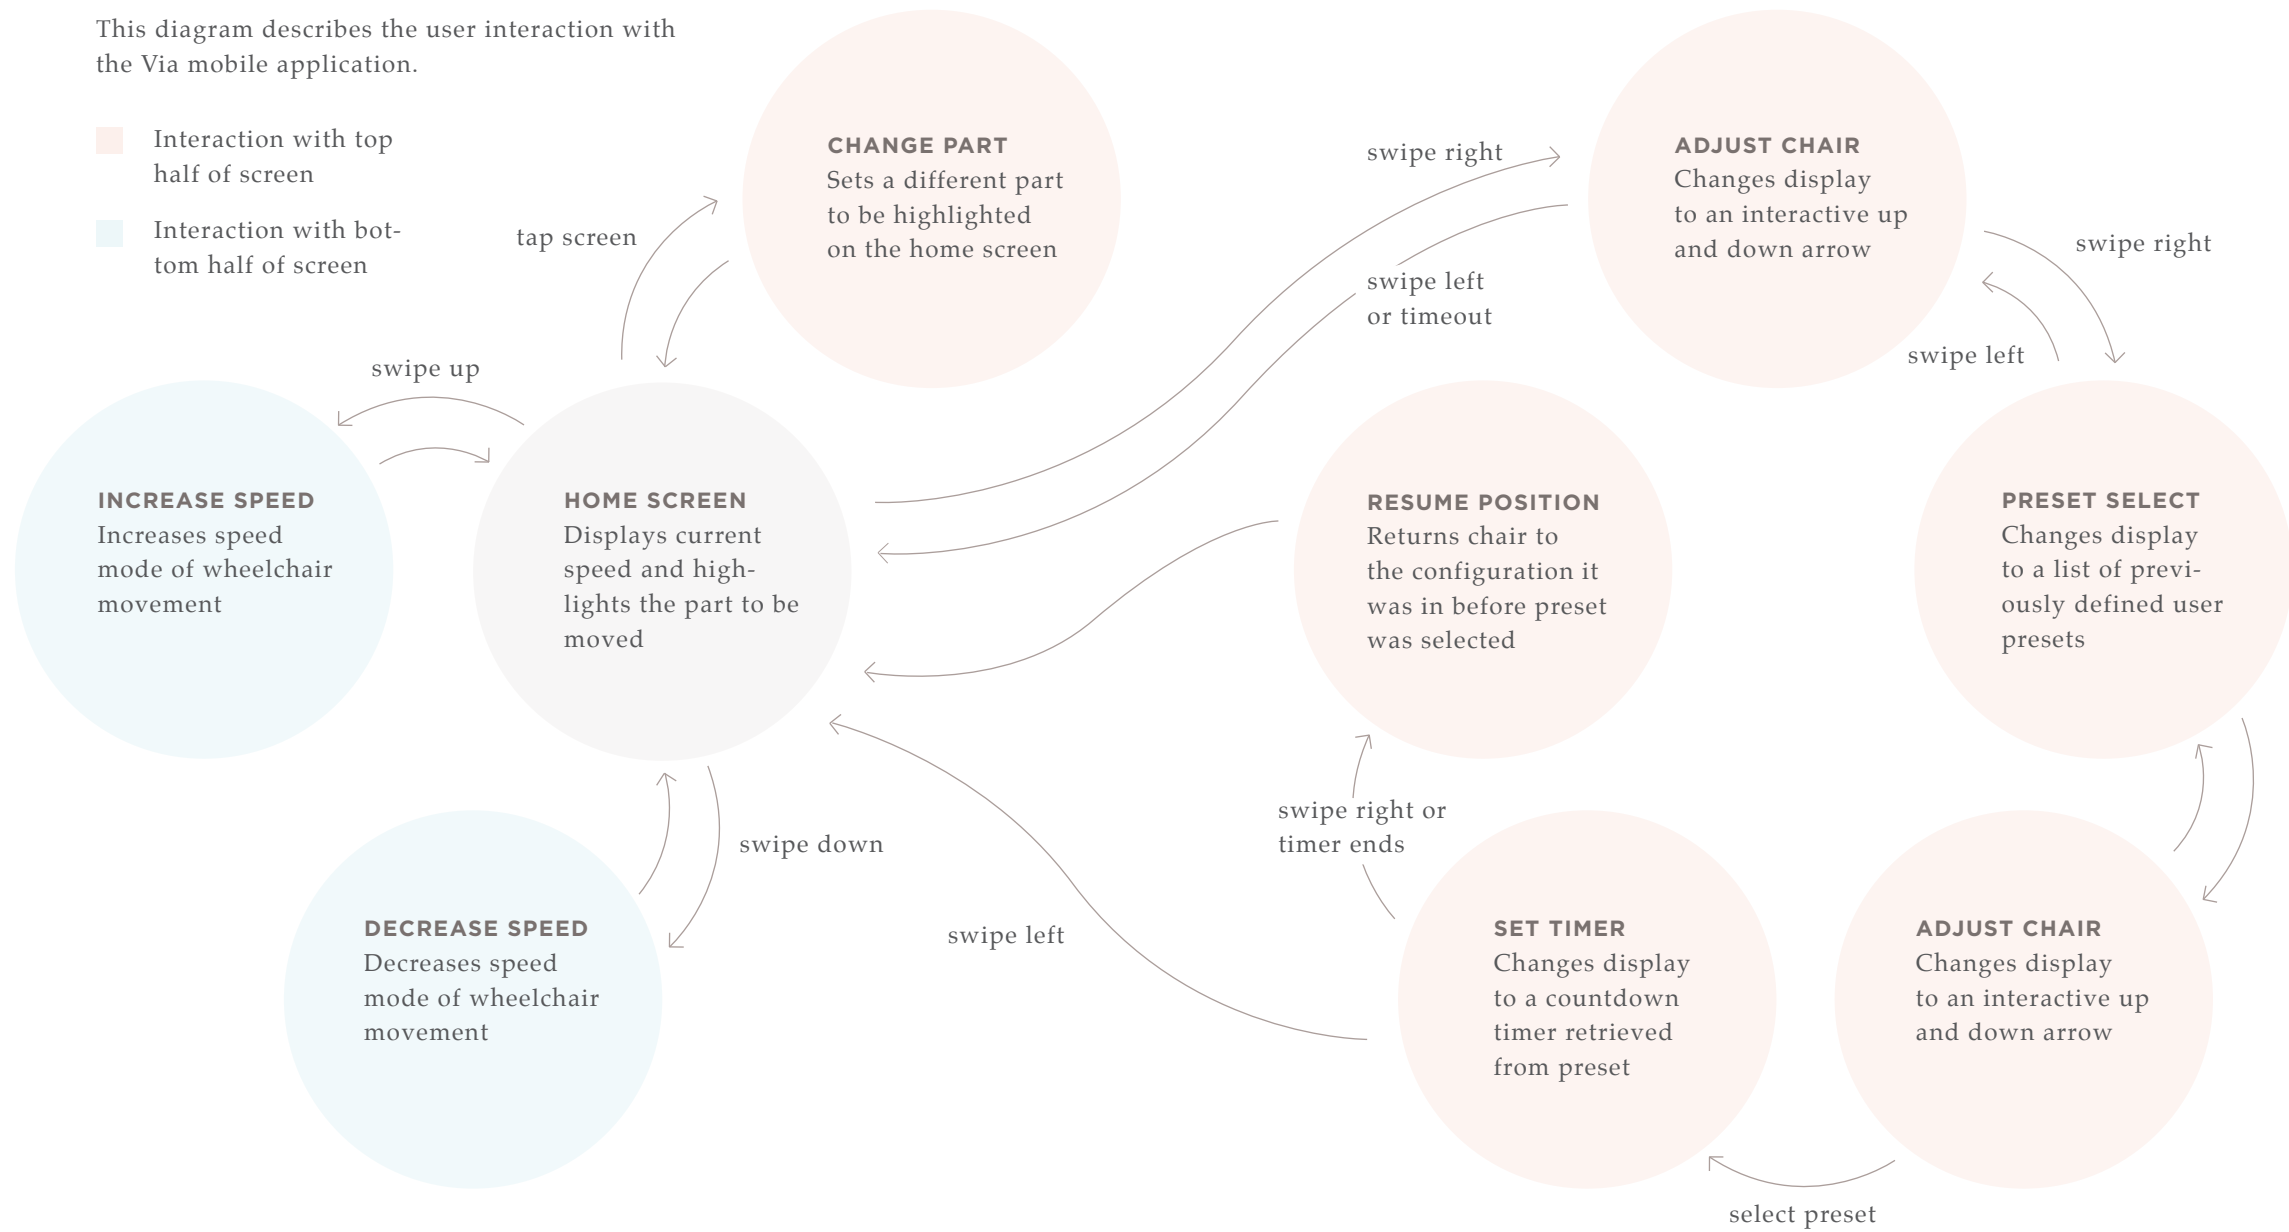 This diagram describes the user interaction with
the Via mobile application.
Interaction with top
half of screen
Interaction with bot-
tom half of screen
tap screen
CHANGE PART
Sets a different part
to be highlighted
on the home screen
swipe right
swipe left
or timeout
ADJUST CHAIR
Changes display
to an interactive up
and down arrow
swipe right
swipe left
swipe up
INCREASE SPEED
Increases speed
mode of wheelchair
movement
HOME SCREEN
Displays current
speed and high-
lights the part to be
moved
RESUME POSITION
Returns chair to
the configuration it
was in before preset
was selected
PRESET SELECT
Changes display
to a list of previ-
ously defined user
presets
swipe down
swipe right or
timer ends
swipe left
DECREASE SPEED
Decreases speed
mode of wheelchair
movement
SET TIMER
Changes display
to a countdown
timer retrieved
from preset
ADJUST CHAIR
Changes display
to an interactive up
and down arrow
select preset